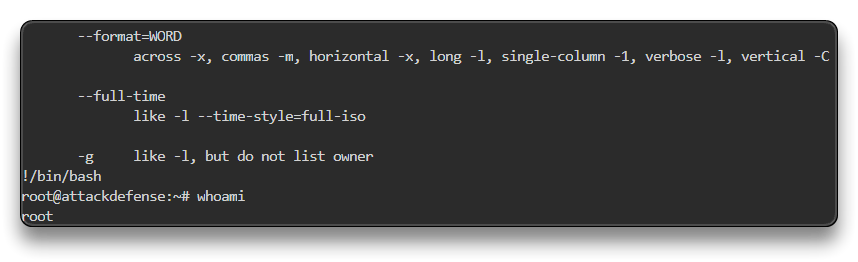 --format=WORD
across -x, commas -m, horizontal -x, long -l, single-column -1, verbose -l, vertical -C
--full-time
like -l --time-style=full-iso
-g     like -l, but do not list owner
!/bin/bash
root@attackdefense:~# whoami
root